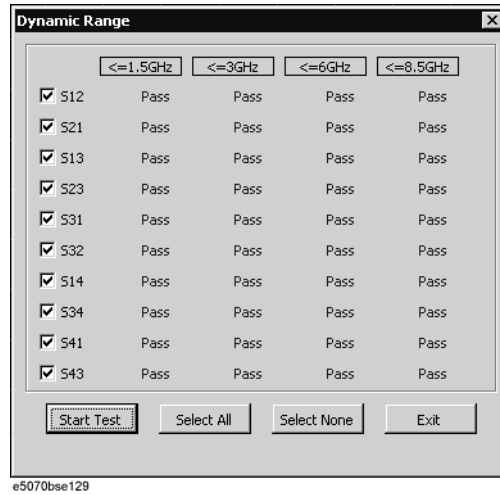 Dynamic Range
<=1.5GHz <=3GHz <=6GHz <=8.5GHz
S12 Pass Pass Pass Pass
S21 Pass Pass Pass Pass
S13 Pass Pass Pass Pass
S23 Pass Pass Pass Pass
S31 Pass Pass Pass Pass
S32 Pass Pass Pass Pass
S14 Pass Pass Pass Pass
S34 Pass Pass Pass Pass
S41 Pass Pass Pass Pass
S43 Pass Pass Pass Pass
Start Test Select All Select None Exit
e5070bse129